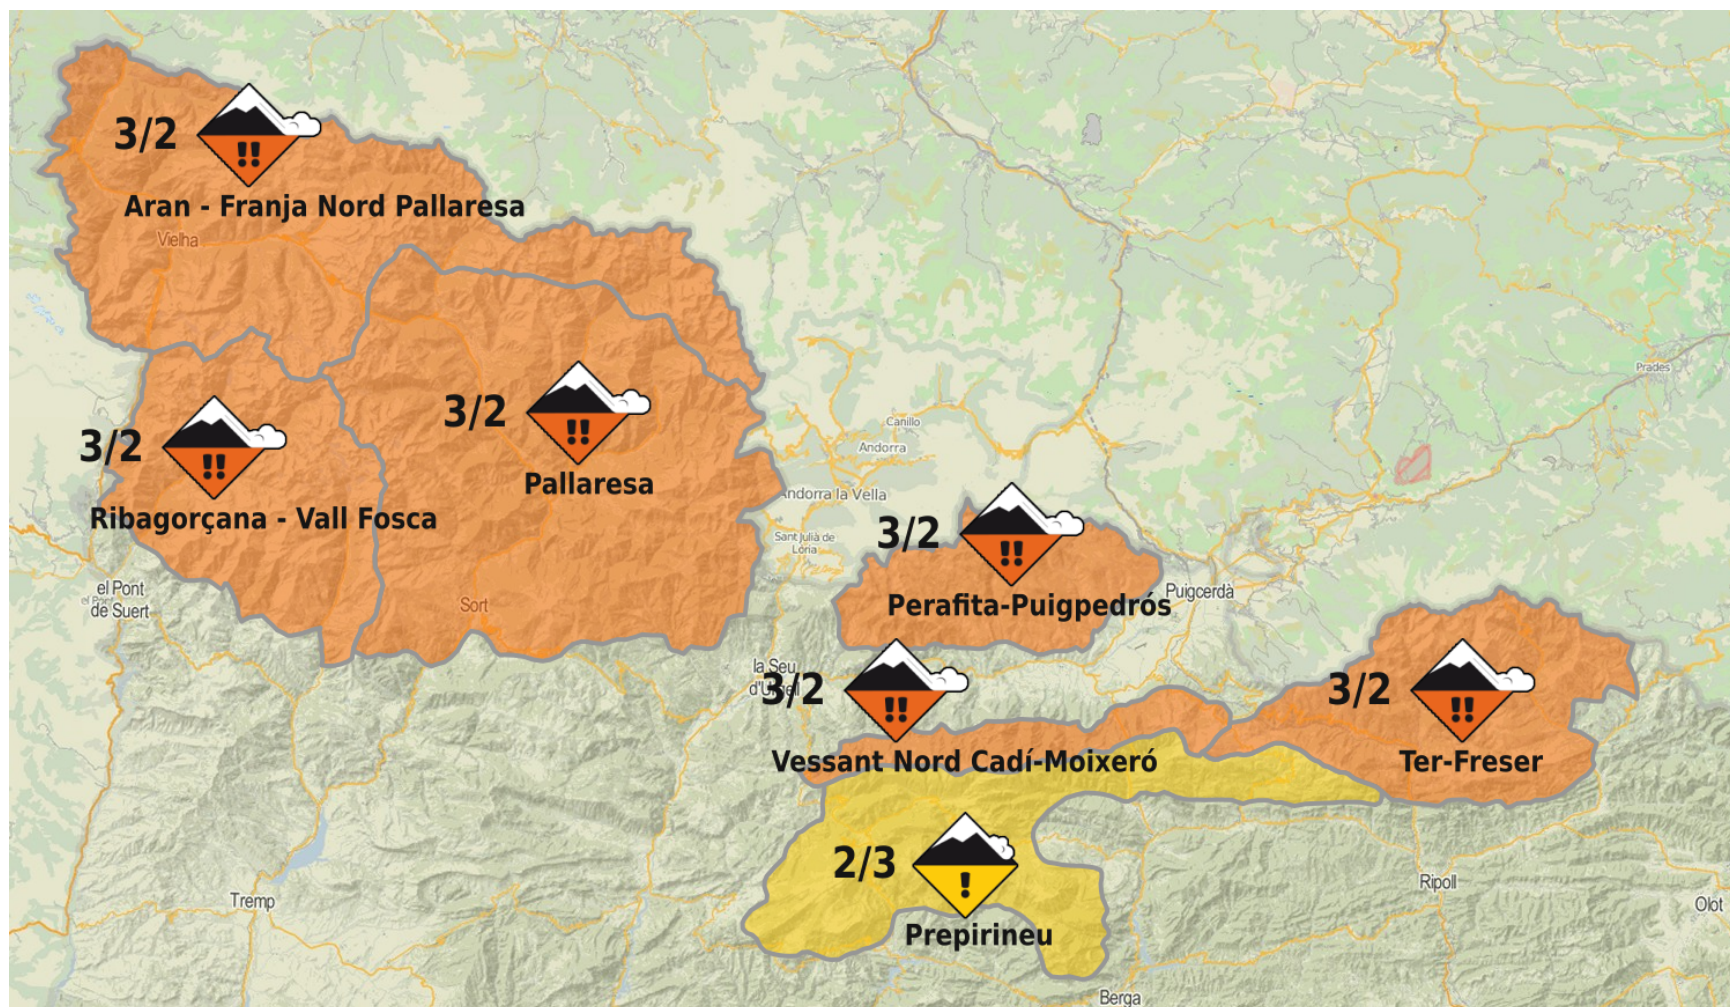 3/2
!!
Aran - Franja Nord Pallaresa
Vielha
3/2
!!
Pallaresa
3/2
!!
Ribagorçana - Vall Fosca
Prades
Canillo
Andorra
Andorra la Vella
Sant Julià de
Lòria
3/2
!!
Perafita-Puigpedrós
Puigcerdà
el Pont
de Suert
Sort
la Seu
d'Urgell
3/2
!!
Vessant Nord Cadí-Moixeró
3/2
!!
Ter-Freser
2/3
!
Prepirineu
Tremp
Ripoll
Olot
Berga